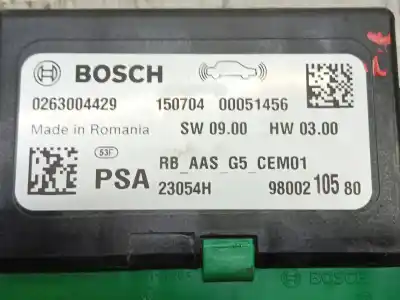 BOSCH
0263004429 150704 00051456
Made in Romania SW 09.00 HW 03.00
53F RB_AAS_G5_CEM01
PSA 23054H 98002 105 80
BOSCH